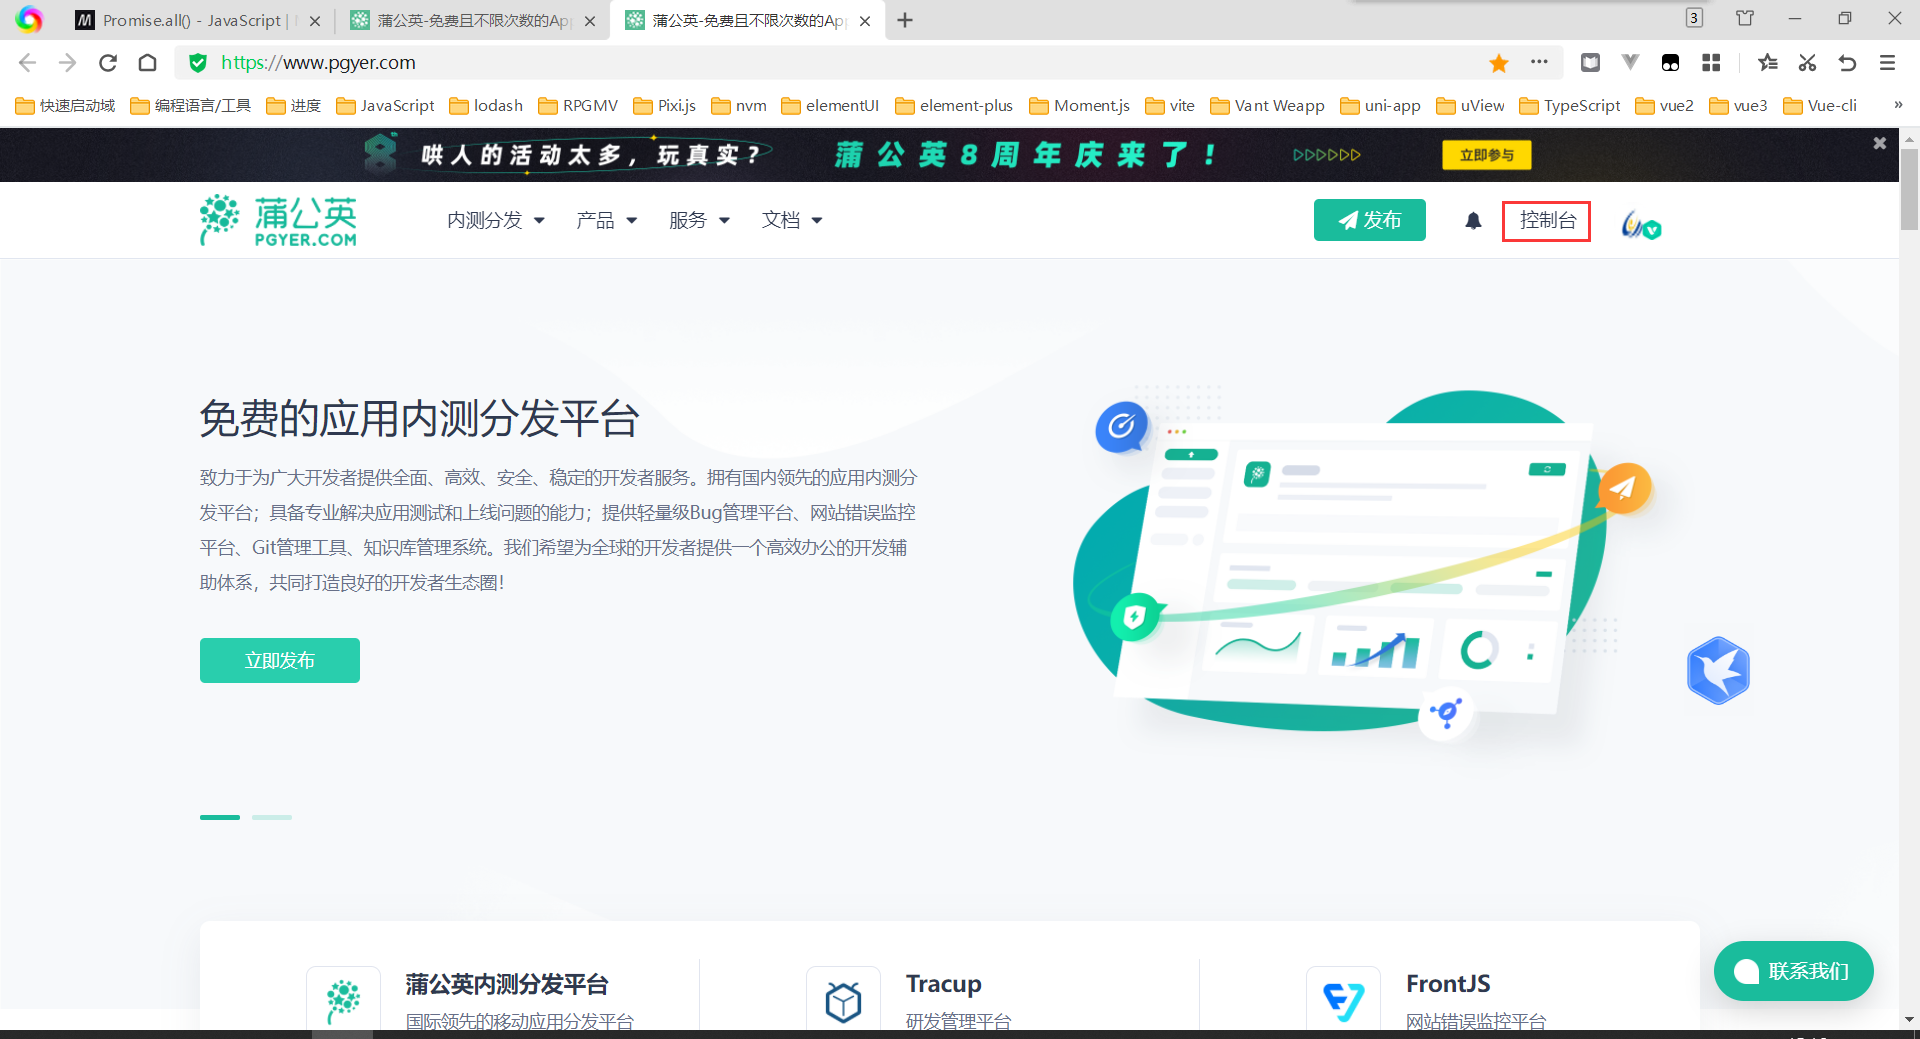 Promise.all() - JavaScript |
蒲公英-免费且不限次数的App
蒲公英-免费且不限次数的App
3
https://www.pgyer.com
快速启动域
编程语言/工具
进度
JavaScript
lodash
RPGMV
Pixi.js
nvm
elementUI
element-plus
Moment.js
vite
Vant Weapp
uni-app
uView
TypeScript
vue2
vue3
Vue-cli
哄人的活动太多，玩真实？
蒲公英8周年庆来了！
立即参与
蒲公英
PGYER.COM
内测分发
产品
服务
文档
发布
控制台
免费的应用内测分发平台
致力于为广大开发者提供全面、高效、安全、稳定的开发者服务。拥有国内领先的应用内测分
发平台；具备专业解决应用测试和上线问题的能力；提供轻量级Bug管理平台、网站错误监控
平台、Git管理工具、知识库管理系统。我们希望为全球的开发者提供一个高效办公的开发辅
助体系，共同打造良好的开发者生态圈！
立即发布
蒲公英内测分发平台
国际领先的移动应用分发平台
Tracup
研发管理平台
FrontJS
网站错误监控平台
联系我们